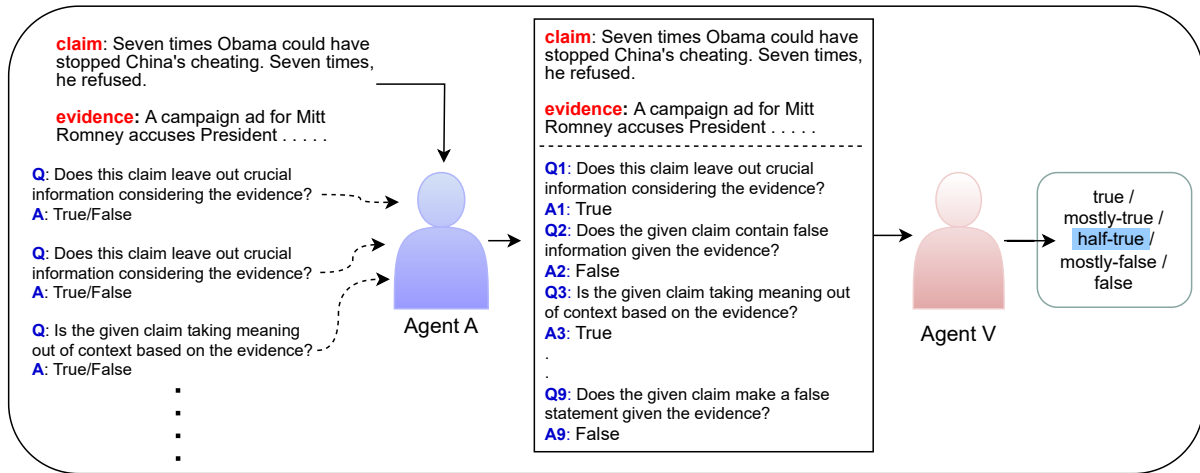 claim: Seven times Obama could have
stopped China's cheating. Seven times,
he refused.
evidence: A campaign ad for Mitt
Romney accuses President . . . . .
Q: Does this claim leave out crucial
information considering the evidence?
A: True/False
Q: Does this claim leave out crucial
information considering the evidence?
A: True/False
Q: Is the given claim taking meaning
out of context based on the evidence?
A: True/False
Agent A
claim: Seven times Obama could have
stopped China's cheating. Seven times,
he refused.
evidence: A campaign ad for Mitt
Romney accuses President . . . . .
Q1: Does this claim leave out crucial
information considering the evidence?
A1: True
Q2: Does the given claim contain false
information given the evidence?
A2: False
Q3: Is the given claim taking meaning out
of context based on the evidence?
A3: True
.
.
Q9: Does the given claim make a false
statement given the evidence?
A9: False
Agent V
true /
mostly-true /
half-true /
mostly-false /
false